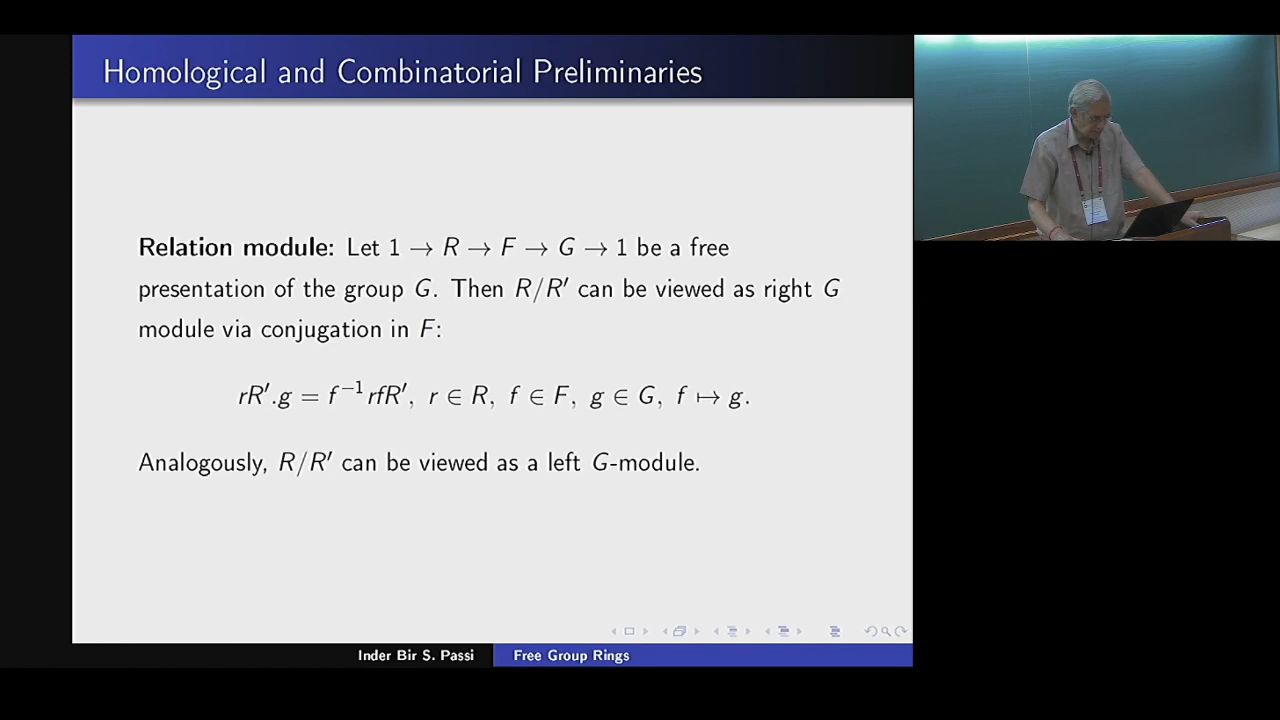 Homological and Combinatorial Preliminaries
Relation module: Let 1 → R → F → G → 1 be a free
presentation of the group G. Then R/R′ can be viewed as right G
module via conjugation in F:
rR′.g = f⁻¹rfR′, r ∈ R, f ∈ F, g ∈ G, f ↦ g.
Analogously, R/R′ can be viewed as a left G-module.
Inder Bir S. Passi
Free Group Rings